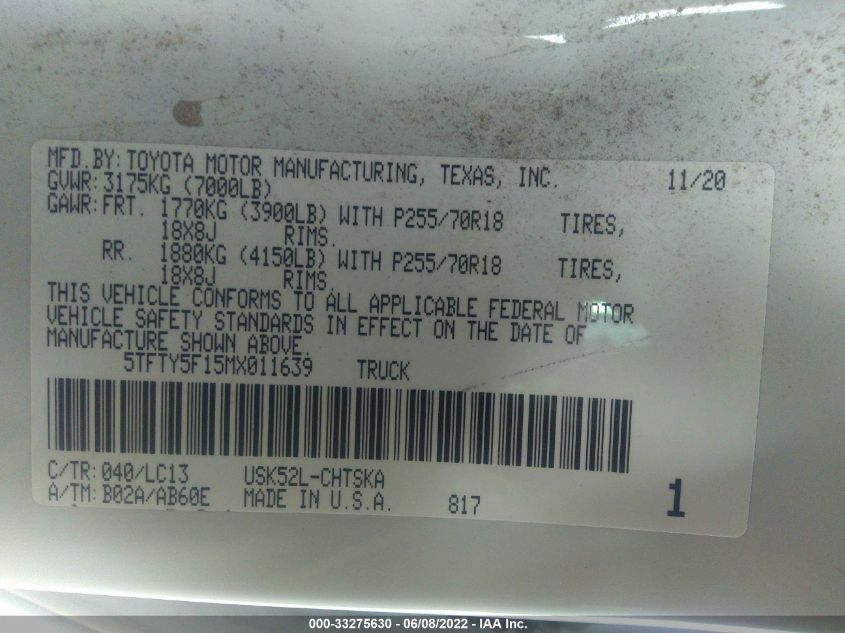 MFD.BY: TOYOTA MOTOR MANUFACTURING, TEXAS, INC. 11/20
GVWR: 3175KG (7000LB)
GAWR: FRT. 1770KG (3900LB) WITH P255/70R18 TIRES,
18X8J RIMS.
RR. 1880KG (4150LB) WITH P255/70R18 TIRES,
18X8J RIMS.
THIS VEHICLE CONFORMS TO ALL APPLICABLE FEDERAL MOTOR
VEHICLE SAFETY STANDARDS IN EFFECT ON THE DATE OF
MANUFACTURE SHOWN ABOVE.
5TFTY5F15MX011639 TRUCK
C/TR: 040/LC13 USK52L-CHTSKA
A/TM: B02A/AB60E MADE IN U.S.A. 817 1
000-33275630 - 06/08/2022 - IAA Inc.